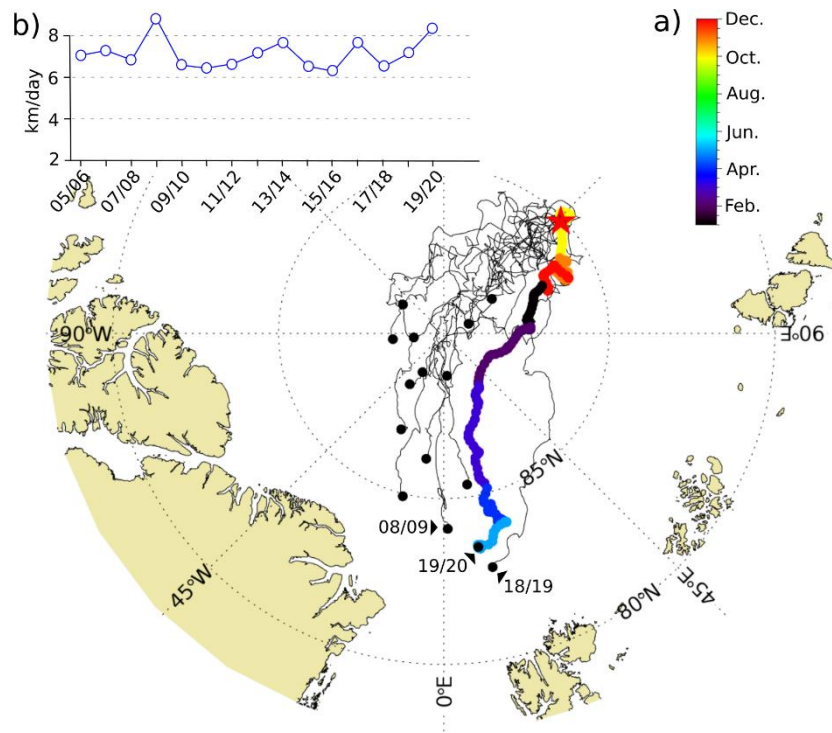 b)
a)
km/day
8
6
4
2
05/06
07/08
09/10
11/12
13/14
15/16
17/18
19/20
Dec.
Oct.
Aug.
Jun.
Apr.
Feb.
90°W
90°E
85°N
08/09
19/20
18/19
45°W
80°N
45°E
0°E